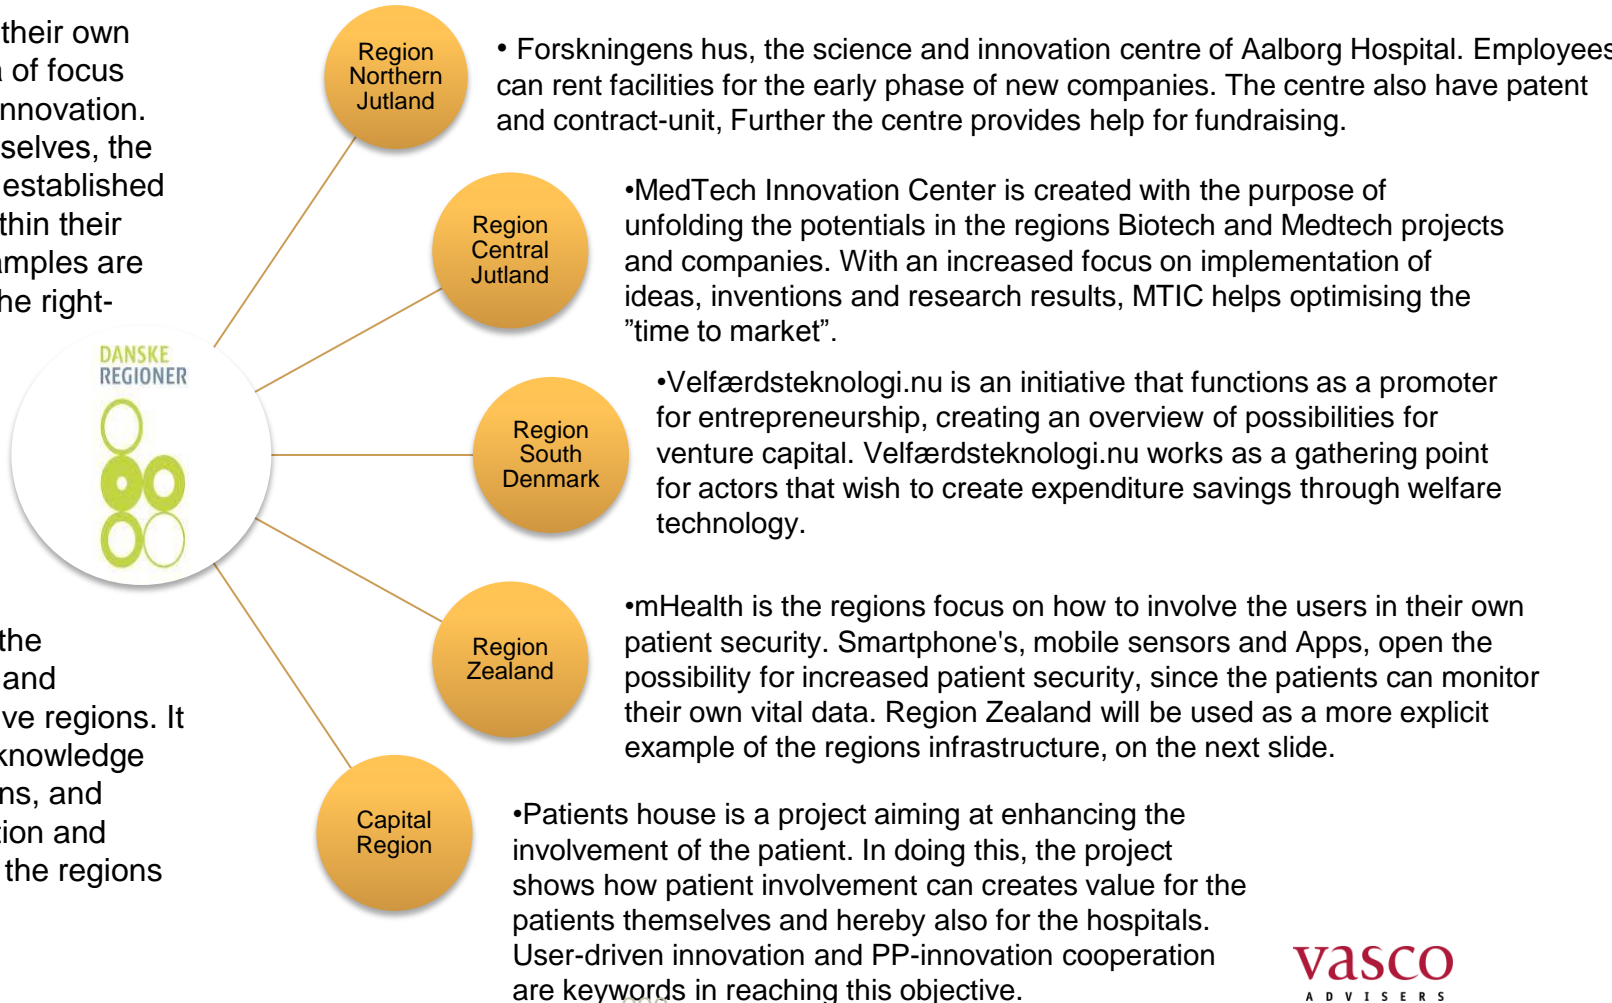 their own
of focus
innovation.
selves, the
established
thin their
amples are
he right-
DANSKE
REGIONER
the
and
ve regions. It
knowledge
ns, and
tion and
the regions
Region
Northern
Jutland
• Forskningens hus, the science and innovation centre of Aalborg Hospital. Employees
can rent facilities for the early phase of new companies. The centre also have patent
and contract-unit, Further the centre provides help for fundraising.
Region
Central
Jutland
•MedTech Innovation Center is created with the purpose of
unfolding the potentials in the regions Biotech and Medtech projects
and companies. With an increased focus on implementation of
ideas, inventions and research results, MTIC helps optimising the
”time to market”.
Region
South
Denmark
•Velfærdsteknologi.nu is an initiative that functions as a promoter
for entrepreneurship, creating an overview of possibilities for
venture capital. Velfærdsteknologi.nu works as a gathering point
for actors that wish to create expenditure savings through welfare
technology.
Region
Zealand
•mHealth is the regions focus on how to involve the users in their own
patient security. Smartphone's, mobile sensors and Apps, open the
possibility for increased patient security, since the patients can monitor
their own vital data. Region Zealand will be used as a more explicit
example of the regions infrastructure, on the next slide.
Capital
Region
•Patients house is a project aiming at enhancing the
involvement of the patient. In doing this, the project
shows how patient involvement can creates value for the
patients themselves and hereby also for the hospitals.
User-driven innovation and PP-innovation cooperation
are keywords in reaching this objective.
vasco
ADVISERS